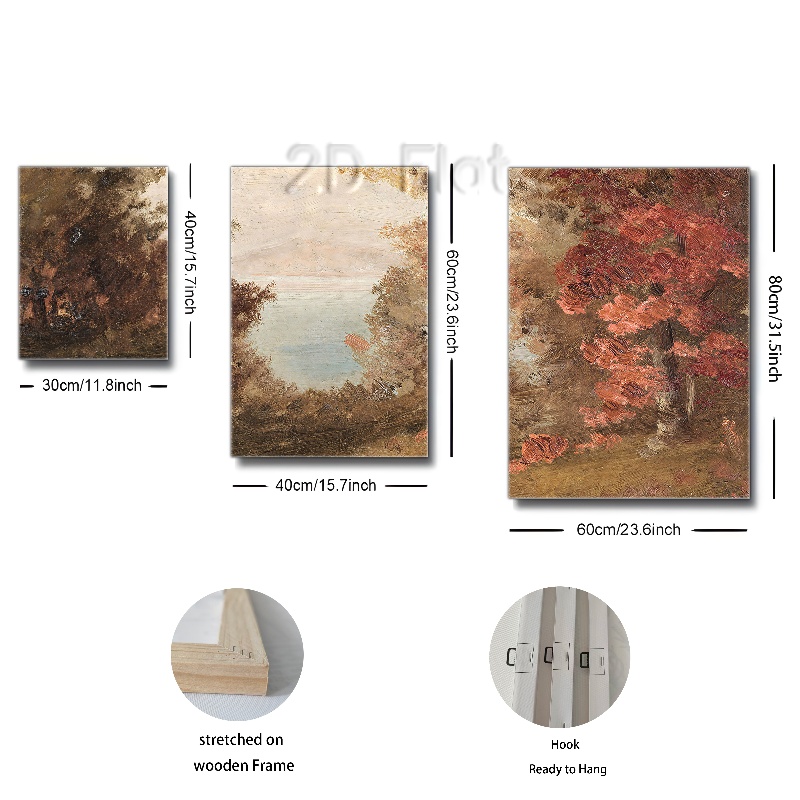 2D Flat
40cm/15.7inch
60cm/23.6inch
80cm/31.5inch
30cm/11.8inch
40cm/15.7inch
60cm/23.6inch
stretched on
wooden Frame
Hook
Ready to Hang